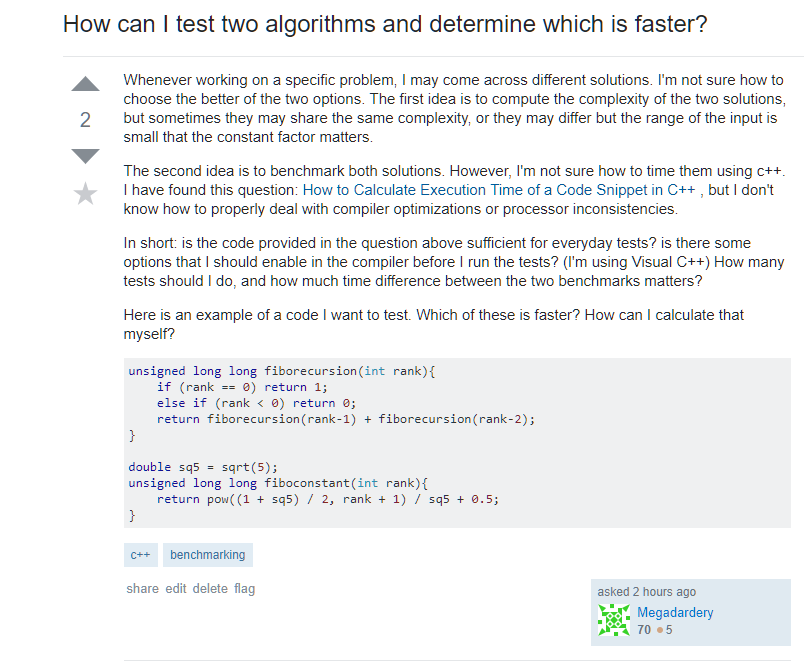 How can I test two algorithms and determine which is faster?
Whenever working on a specific problem, I may come across different solutions. I'm not sure how to
choose the better of the two options. The first idea is to compute the complexity of the two solutions,
2
but sometimes they may share the same complexity, or they may differ but the range of the input is
small that the constant factor matters.
The second idea is to benchmark both solutions. However, I'm not sure how to time them using c++.
I have found this question: How to Calculate Execution Time of a Code Snippet in C++ , but I don't
know how to properly deal with compiler optimizations or processor inconsistencies.
In short: is the code provided in the question above sufficient for everyday tests? is there some
options that I should enable in the compiler before I run the tests? (I'm using Visual C++) How many
tests should I do, and how much time difference between the two benchmarks matters?
Here is an example of a code I want to test. Which of these is faster? How can I calculate that
myself?
unsigned long long fiborecursion(int rank){
    if (rank == 0) return 1;
    else if (rank < 0) return 0;
    return fiborecursion(rank-1) + fiborecursion(rank-2);
}
double sq5 = sqrt(5);
unsigned long long fiboconstant(int rank){
    return pow((1 + sq5) / 2, rank + 1) / sq5 + 0.5;
}
c++ benchmarking
share edit delete flag
asked 2 hours ago
Megadardery
70 ●5